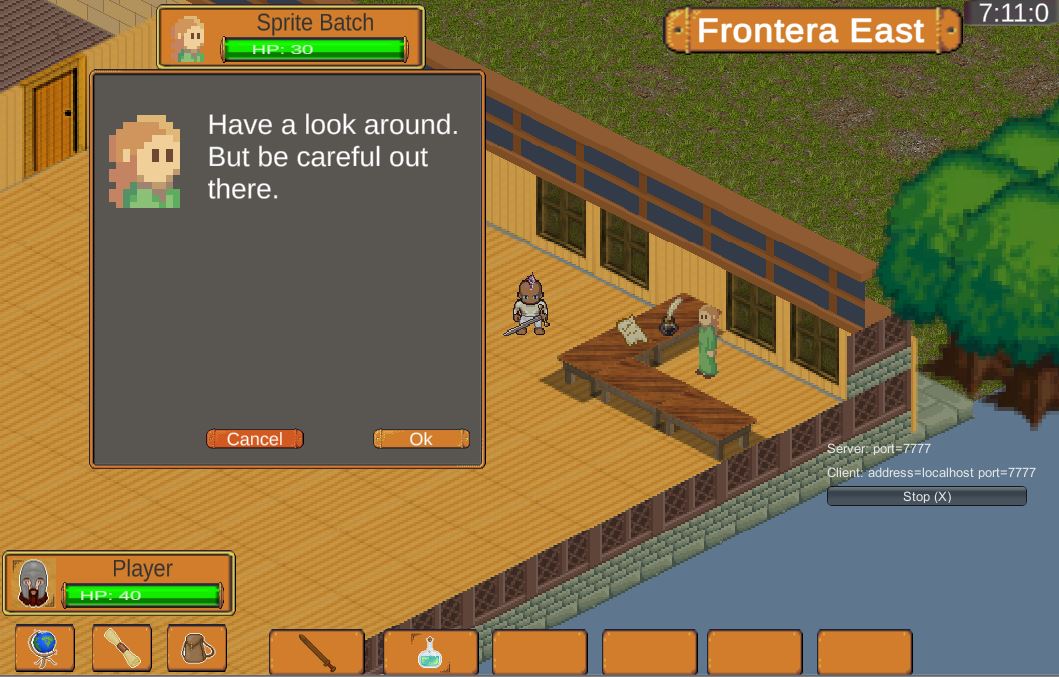 Sprite Batch
HP: 30
Frontera East
7:11:0
Have a look around.
But be careful out
there.
Cancel
Ok
Server: port=7777
Client: address=localhost port=7777
Stop (X)
Player
HP: 40